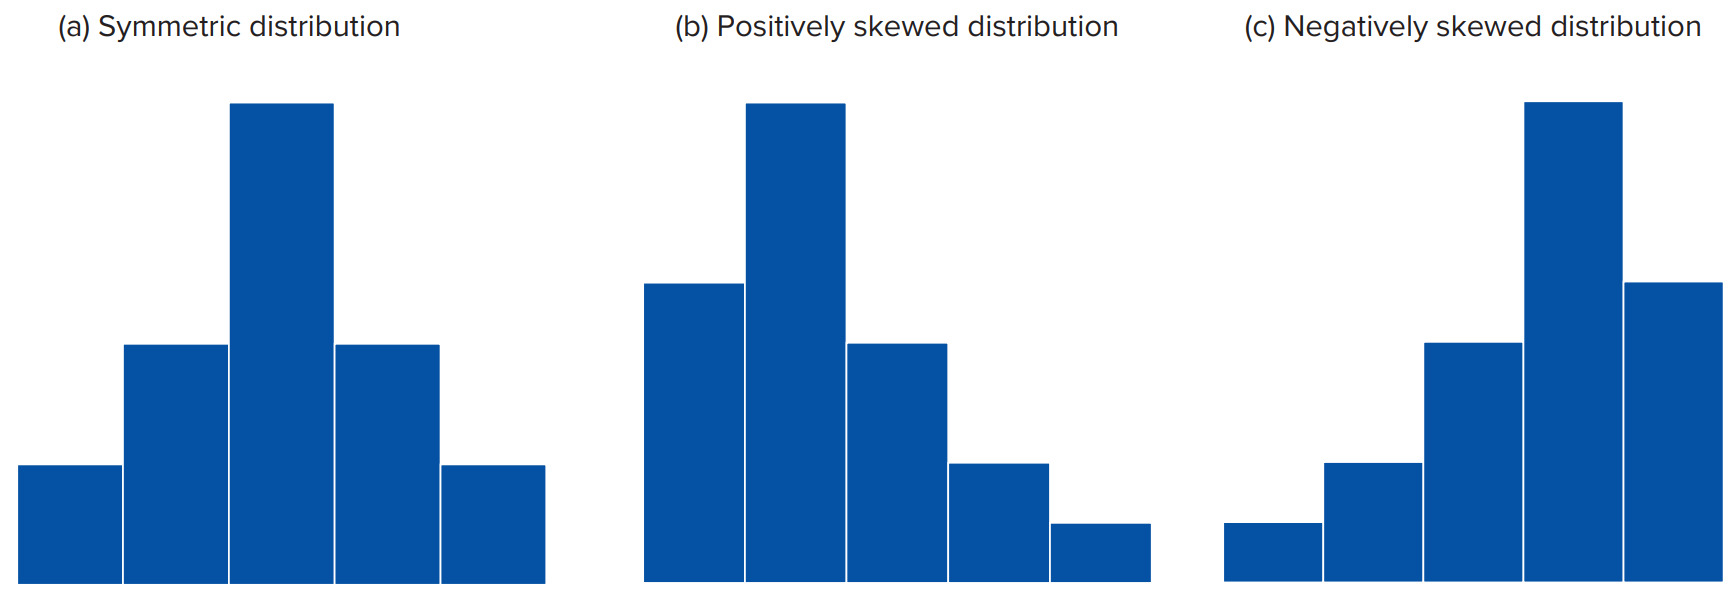 (a) Symmetric distribution
(b) Positively skewed distribution
(c) Negatively skewed distribution